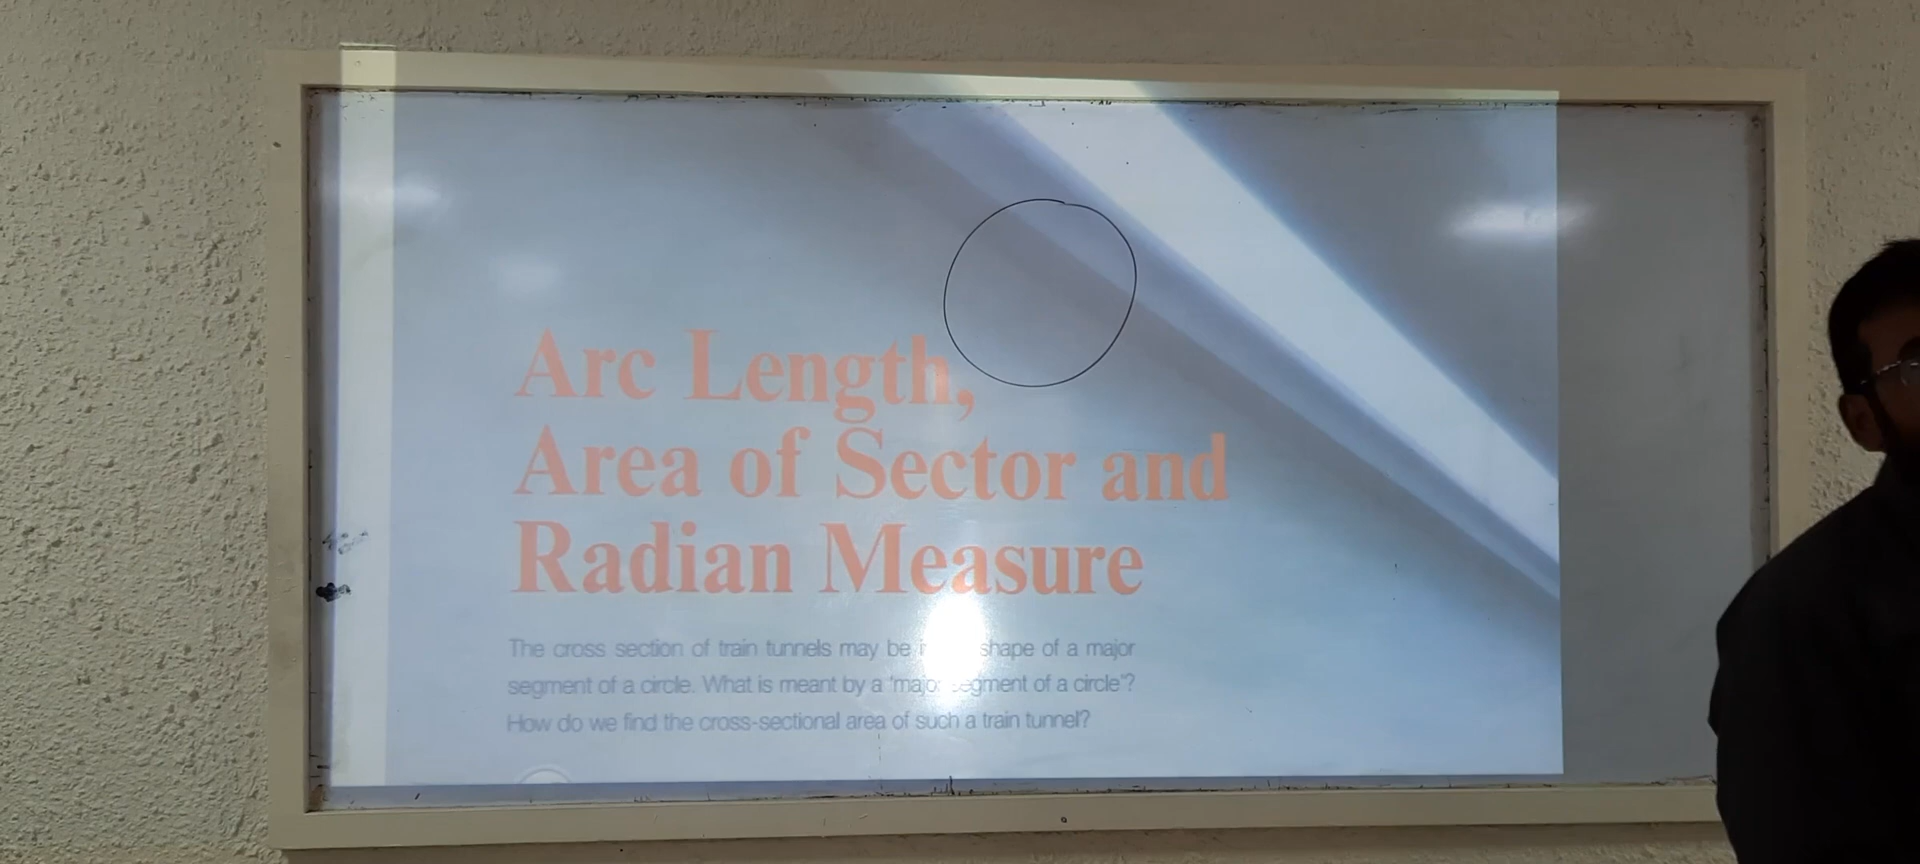 Arc Length,
Area of Sector and
Radian Measure
The cross section of train tunnels may be shape of a major
segment of a circle. What is meant by a 'major segment of a circle'?
How do we find the cross-sectional area of such a train tunnel?